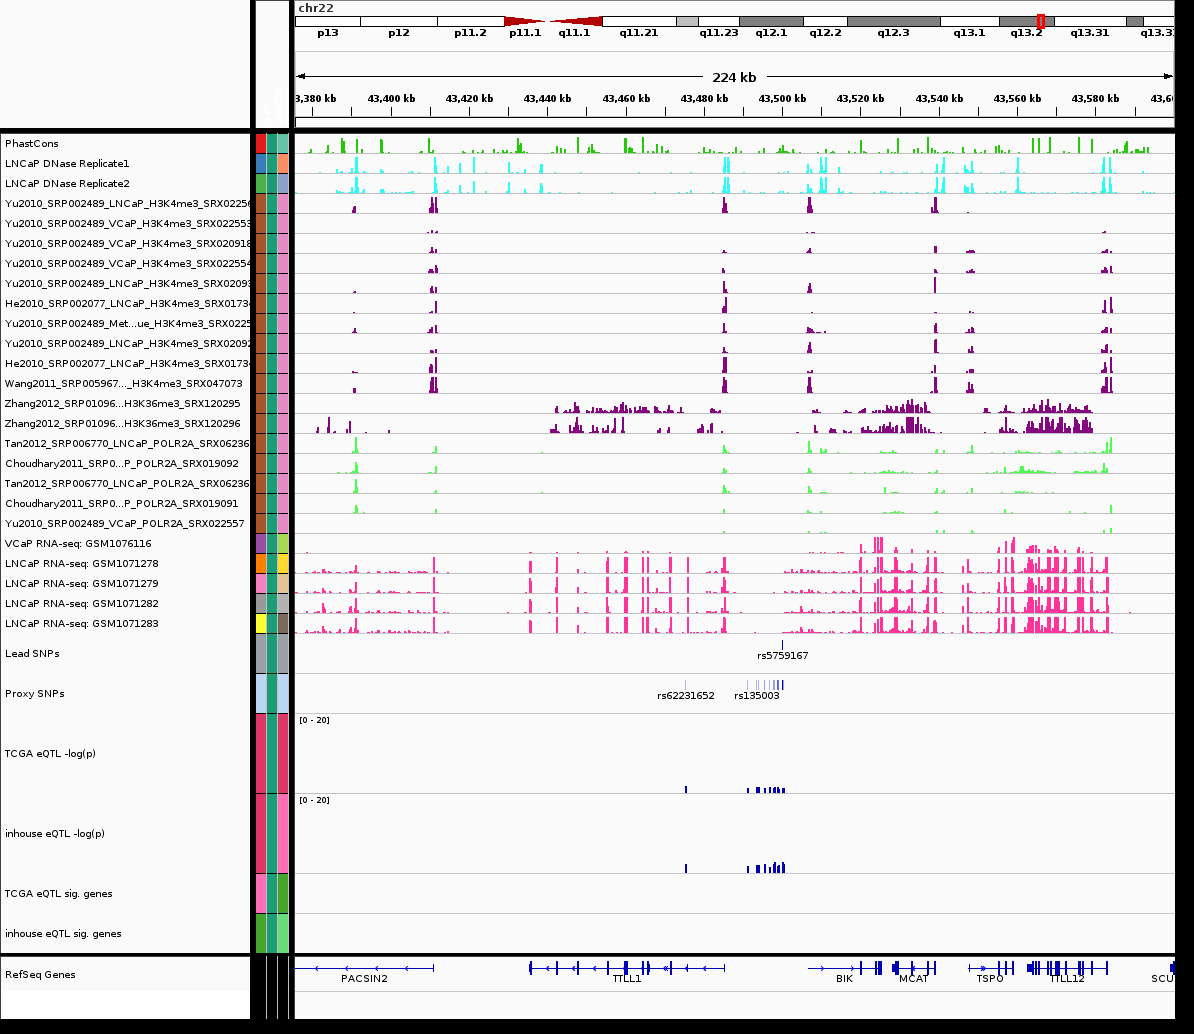 chr22
p13 p12 p11.2 p11.1 q11.1 q11.21 q11.23 q12.1 q12.2 q12.3 q13.1 q13.2 q13.31 q13.3
224 kb
3,380 kb 43,400 kb 43,420 kb 43,440 kb 43,460 kb 43,480 kb 43,500 kb 43,520 kb 43,540 kb 43,560 kb 43,580 kb 43,6
PhastCons
LNCaP DNase Replicate1
LNCaP DNase Replicate2
Yu2010_SRP002489_LNCaP_H3K4me3_SRX0225
Yu2010_SRP002489_VCaP_H3K4me3_SRX022553
Yu2010_SRP002489_VCaP_H3K4me3_SRX020918
Yu2010_SRP002489_VCaP_H3K4me3_SRX022554
Yu2010_SRP002489_LNCaP_H3K4me3_SRX0209
He2010_SRP002077_LNCaP_H3K4me3_SRX0173
Yu2010_SRP002489_Met...ue_H3K4me3_SRX0225
Yu2010_SRP002489_LNCaP_H3K4me3_SRX0209
He2010_SRP002077_LNCaP_H3K4me3_SRX0173
Wang2011_SRP005967..._H3K4me3_SRX047073
Zhang2012_SRP01096...H3K36me3_SRX120295
Zhang2012_SRP01096...H3K36me3_SRX120296
Tan2012_SRP006770_LNCaP_POLR2A_SRX06236
Choudhary2011_SRP0...P_POLR2A_SRX019092
Tan2012_SRP006770_LNCaP_POLR2A_SRX06236
Choudhary2011_SRP0...P_POLR2A_SRX019091
Yu2010_SRP002489_VCaP_POLR2A_SRX022557
VCaP RNA-seq: GSM1076116
LNCaP RNA-seq: GSM1071278
LNCaP RNA-seq: GSM1071279
LNCaP RNA-seq: GSM1071282
LNCaP RNA-seq: GSM1071283
Lead SNPs
rs5759167
Proxy SNPs
rs62231652 rs135003
[0 - 20]
TCGA eQTL -log(p)
[0 - 20]
inhouse eQTL -log(p)
TCGA eQTL sig. genes
inhouse eQTL sig. genes
RefSeq Genes
PACSIN2 TTLL1 BIK MCAT TSPO TTLL12 SCU